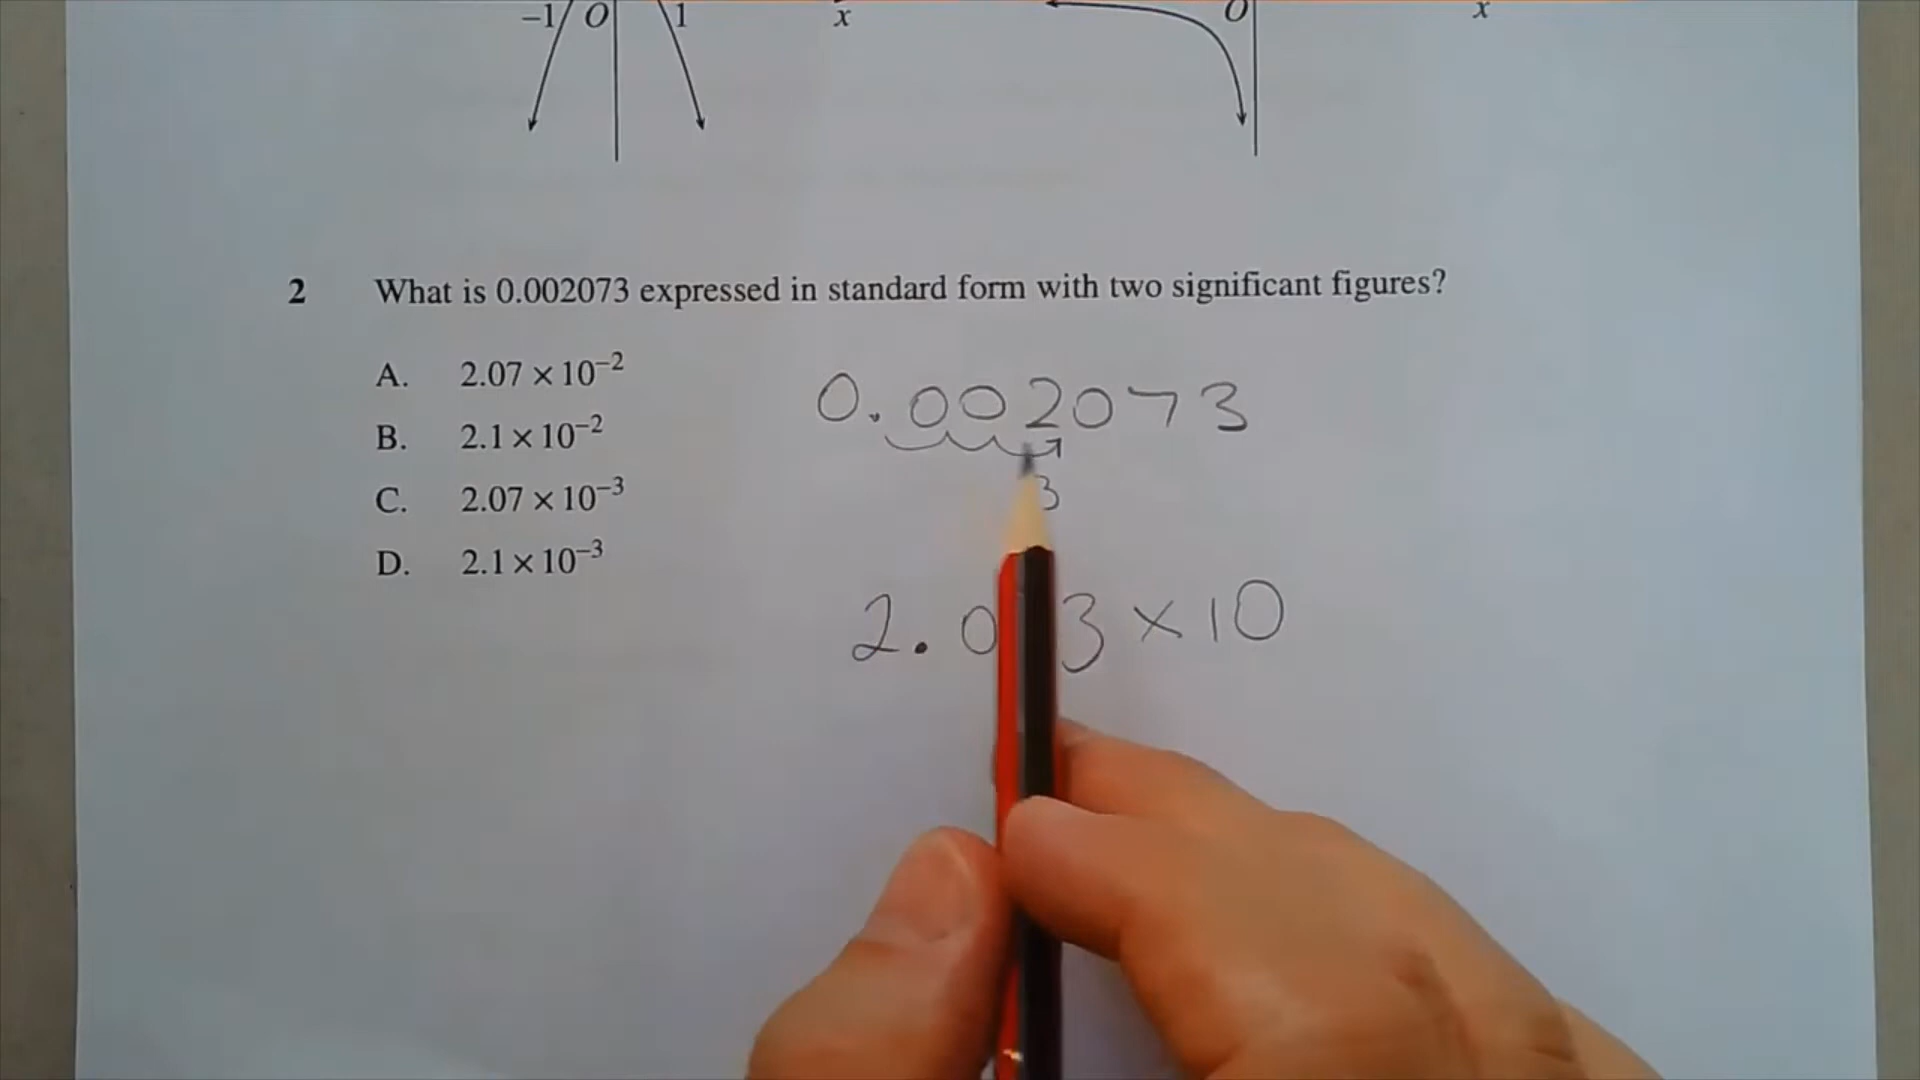 −1 O 1 x O x
2 What is 0.002073 expressed in standard form with two significant figures?
A. 2.07 × 10⁻²
B. 2.1 × 10⁻²
C. 2.07 × 10⁻³
D. 2.1 × 10⁻³
0.002073
3
2.0 3 × 10